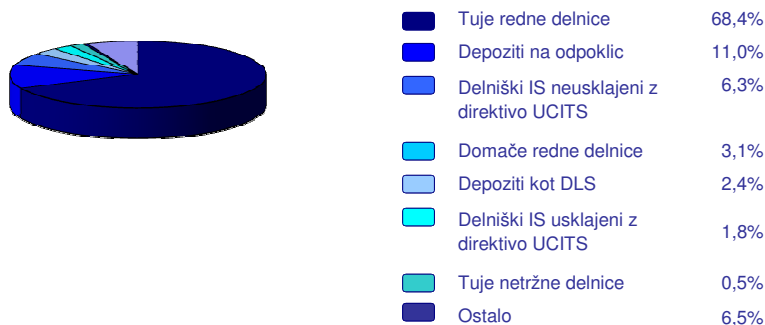 Tuje redne delnice 68,4%
Depoziti na odpoklic 11,0%
Delniški IS neusklajeni z 6,3%
direktivo UCITS
Domače redne delnice 3,1%
Depoziti kot DLS 2,4%
Delniški IS usklajeni z
direktivo UCITS 1,8%
Tuje netržne delnice 0,5%
Ostalo 6,5%